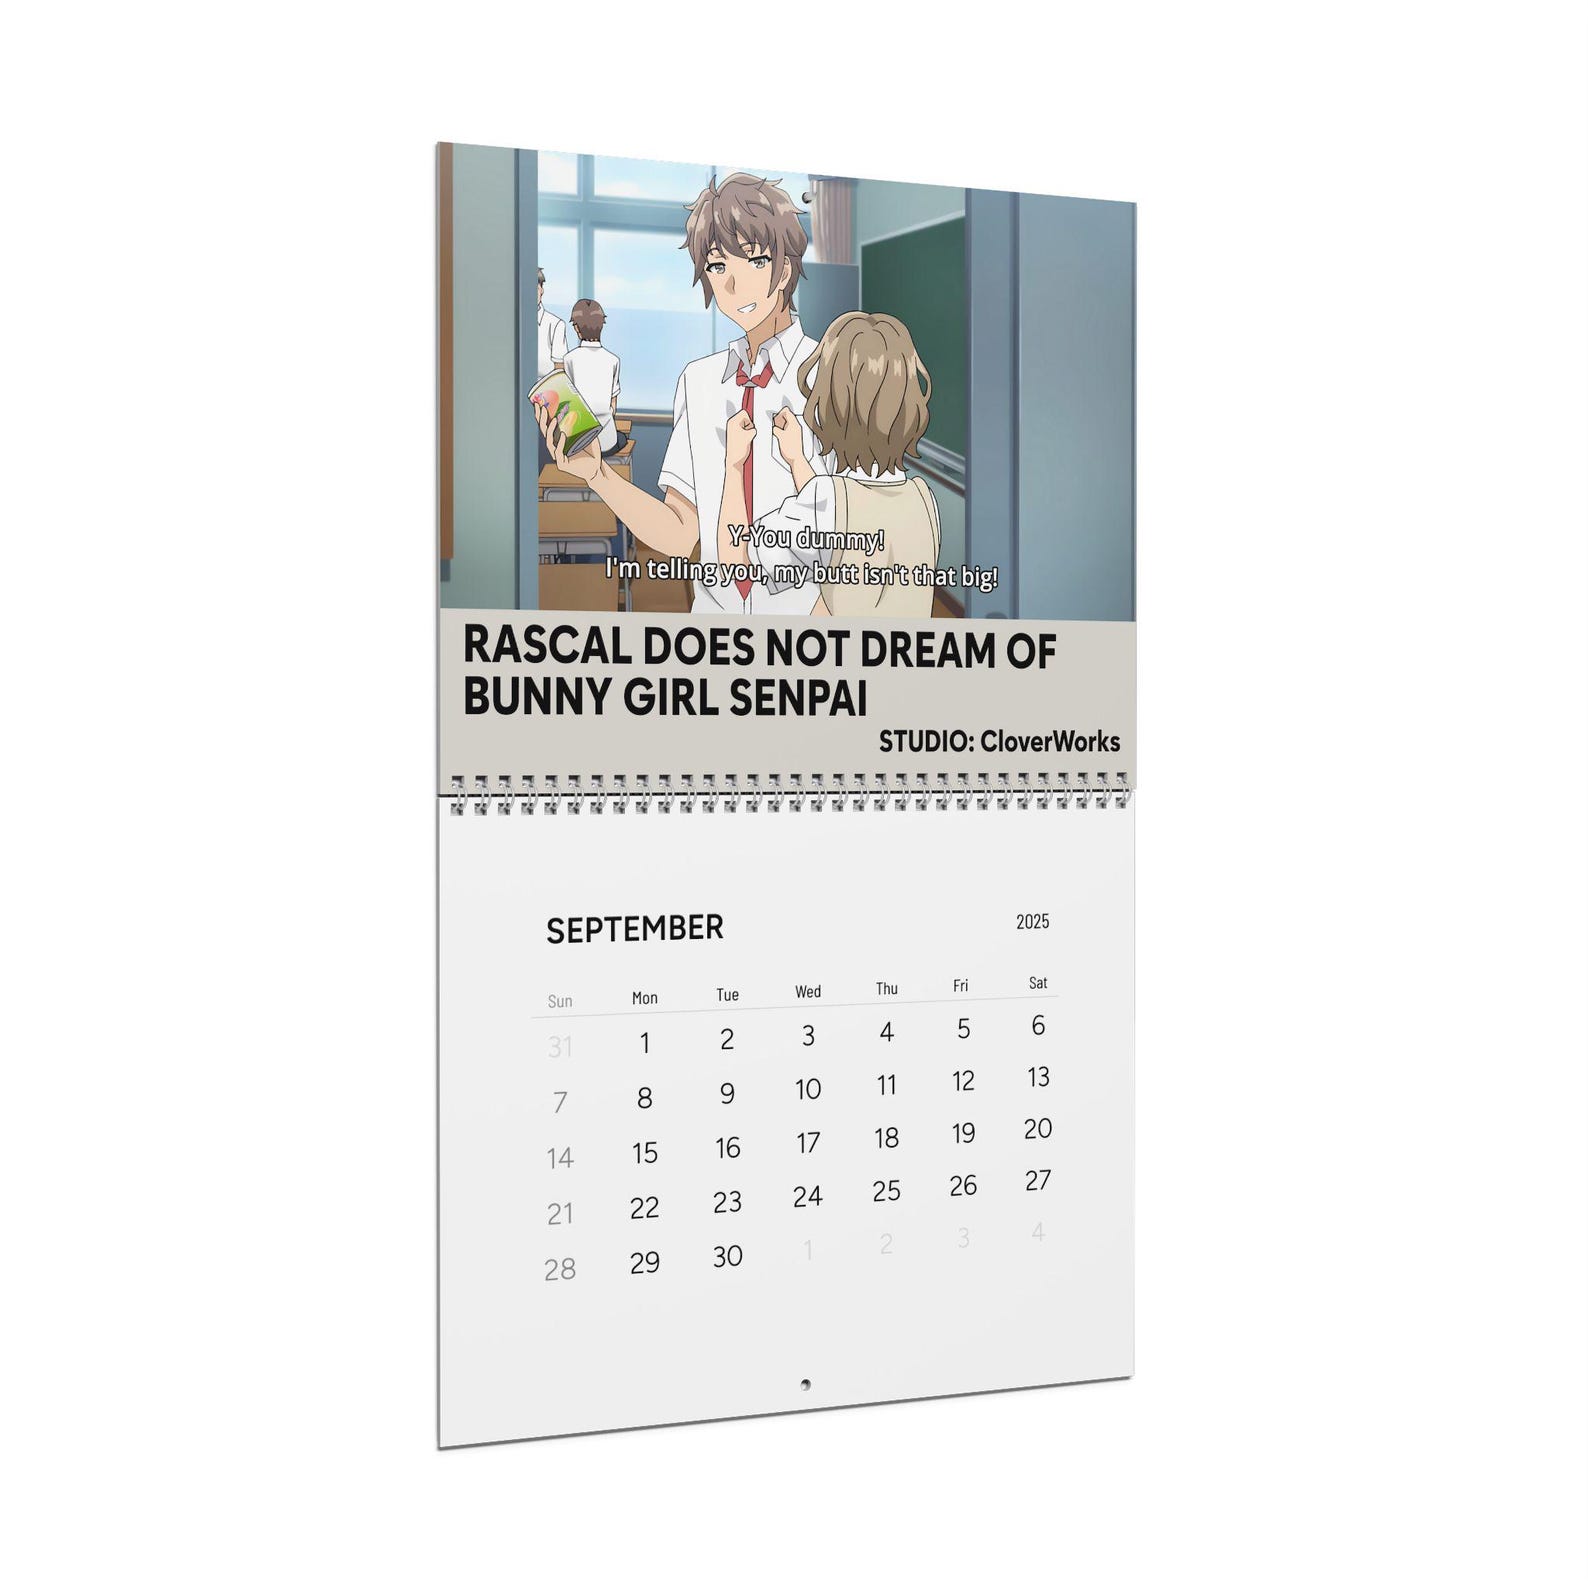 Y-You dummy!
I'm telling you, my butt isn't that big!
RASCAL DOES NOT DREAM OF
BUNNY GIRL SENPAI
STUDIO: CloverWorks
SEPTEMBER 2025
Sun Mon Tue Wed Thu Fri Sat
31 1 2 3 4 5 6
7 8 9 10 11 12 13
14 15 16 17 18 19 20
21 22 23 24 25 26 27
28 29 30 1 2 3 4